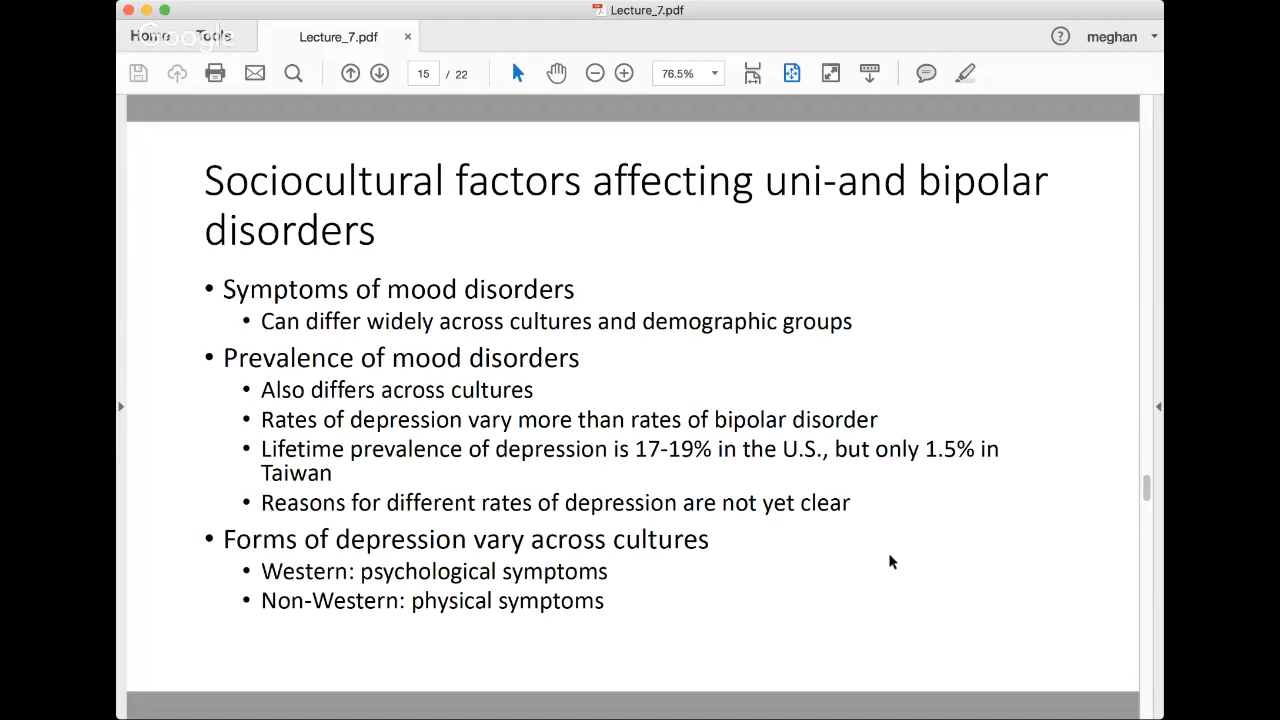 Lecture_7.pdf
Home Tools Lecture_7.pdf × ? meghan
Google
15 / 22 76.5%
Sociocultural factors affecting uni-and bipolar
disorders
• Symptoms of mood disorders
• Can differ widely across cultures and demographic groups
• Prevalence of mood disorders
• Also differs across cultures
• Rates of depression vary more than rates of bipolar disorder
• Lifetime prevalence of depression is 17-19% in the U.S., but only 1.5% in
Taiwan
• Reasons for different rates of depression are not yet clear
• Forms of depression vary across cultures
• Western: psychological symptoms
• Non-Western: physical symptoms